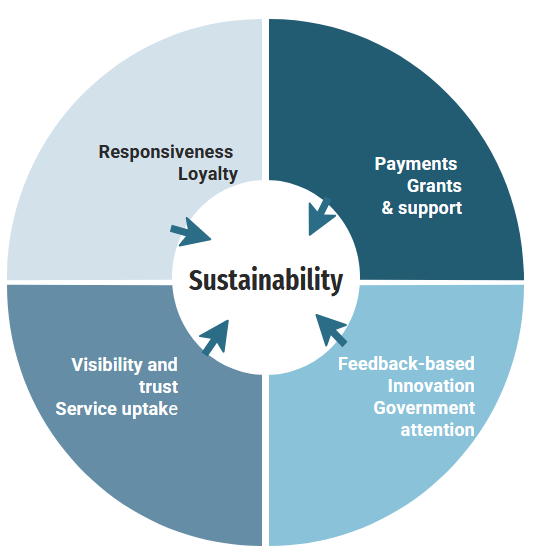 Responsiveness
Loyalty
Payments
Grants
& support
Sustainability
Visibility and
trust
Service uptake
Feedback-based
Innovation
Government
attention